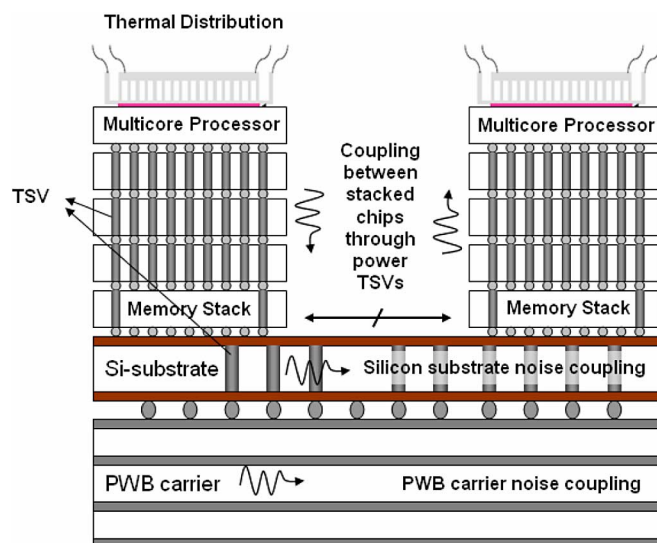 Thermal Distribution
Multicore Processor
Multicore Processor
TSV
Coupling
between
stacked
chips
through
power
TSVs
Memory Stack
Memory Stack
Si-substrate
Silicon substrate noise coupling
PWB carrier
PWB carrier noise coupling